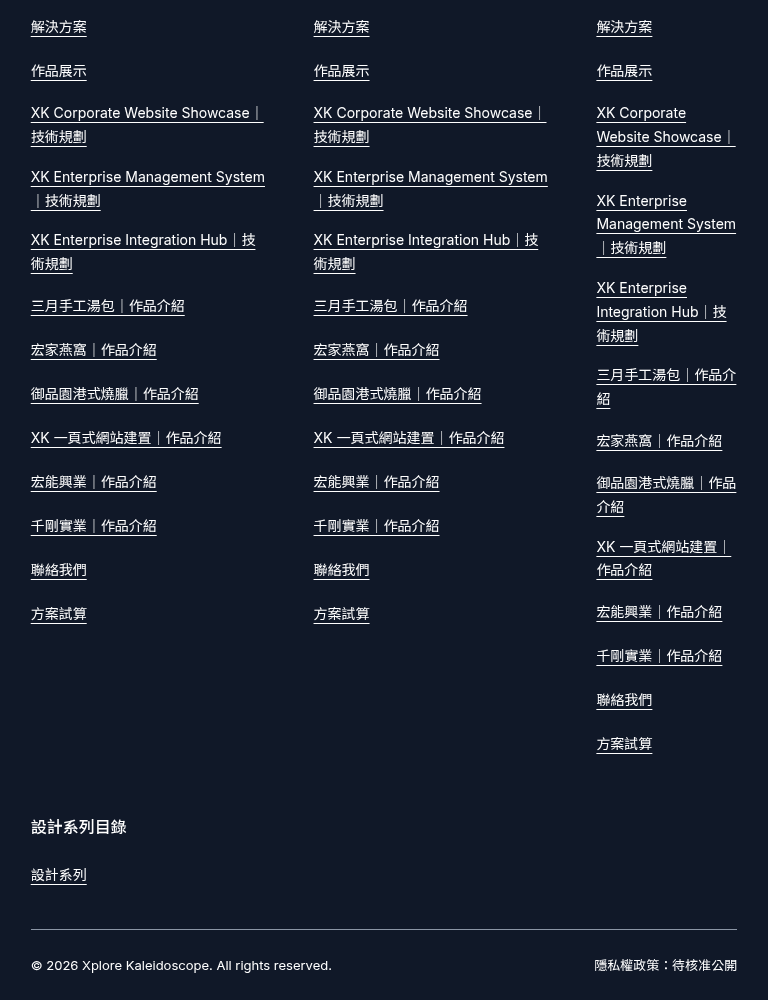 解決方案
作品展示
XK Corporate Website Showcase｜
技術規劃
XK Enterprise Management System
｜技術規劃
XK Enterprise Integration Hub｜技
術規劃
三月手工湯包｜作品介紹
宏家燕窩｜作品介紹
御品園港式燒臘｜作品介紹
XK 一頁式網站建置｜作品介紹
宏能興業｜作品介紹
千剛實業｜作品介紹
聯絡我們
方案試算
解決方案
作品展示
XK Corporate Website Showcase｜
技術規劃
XK Enterprise Management System
｜技術規劃
XK Enterprise Integration Hub｜技
術規劃
三月手工湯包｜作品介紹
宏家燕窩｜作品介紹
御品園港式燒臘｜作品介紹
XK 一頁式網站建置｜作品介紹
宏能興業｜作品介紹
千剛實業｜作品介紹
聯絡我們
方案試算
解決方案
作品展示
XK Corporate
Website Showcase｜
技術規劃
XK Enterprise
Management System
｜技術規劃
XK Enterprise
Integration Hub｜技
術規劃
三月手工湯包｜作品介
紹
宏家燕窩｜作品介紹
御品園港式燒臘｜作品
介紹
XK 一頁式網站建置｜
作品介紹
宏能興業｜作品介紹
千剛實業｜作品介紹
聯絡我們
方案試算
設計系列目錄
設計系列
© 2026 Xplore Kaleidoscope. All rights reserved.
隱私權政策：待核准公開